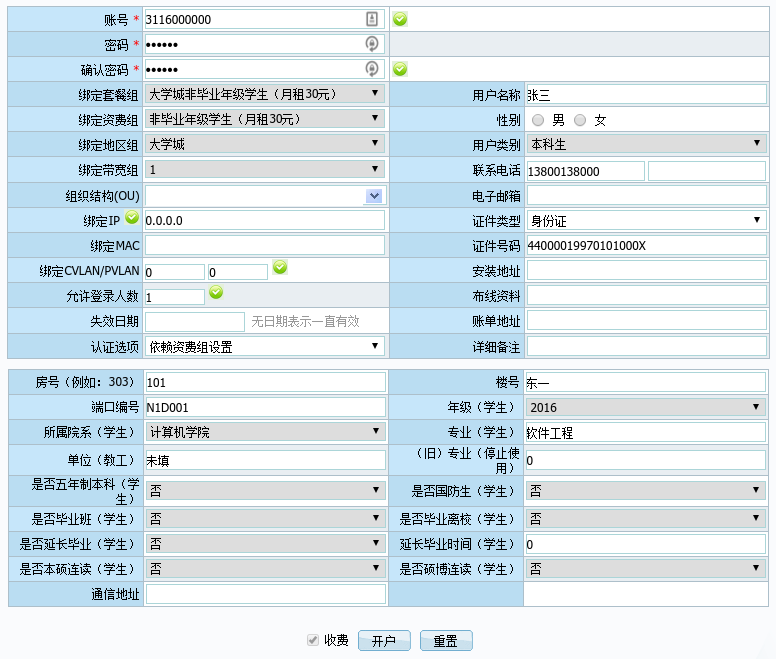 账号 * 3116000000
密码 * ••••••
确认密码 * ••••••
绑定套餐组 大学城非毕业年级学生（月租30元） 用户名称 张三
绑定资费组 非毕业年级学生（月租30元） 性别 男 女
绑定地区组 大学城 用户类别 本科生
绑定带宽组 1 联系电话 13800138000
组织结构(OU) 电子邮箱
绑定IP 0.0.0.0 证件类型 身份证
绑定MAC 证件号码 44000019970101000X
绑定CVLAN/PVLAN 0 0 安装地址
允许登录人数 1 布线资料
失效日期 无日期表示一直有效 账单地址
认证选项 依赖资费组设置 详细备注
房号（例如：303） 101 楼号 东一
端口编号 N1D001 年级（学生） 2016
所属院系（学生） 计算机学院 专业（学生） 软件工程
单位（教工） 未填 （旧）专业（停止使
用） 0
是否五年制本科（学
生） 否 是否国防生（学生） 否
是否毕业班（学生） 否 是否毕业离校（学生） 否
是否延长毕业（学生） 否 延长毕业时间（学生） 0
是否本硕连读（学生） 否 是否硕博连读（学生） 否
通信地址
收费 开户 重置